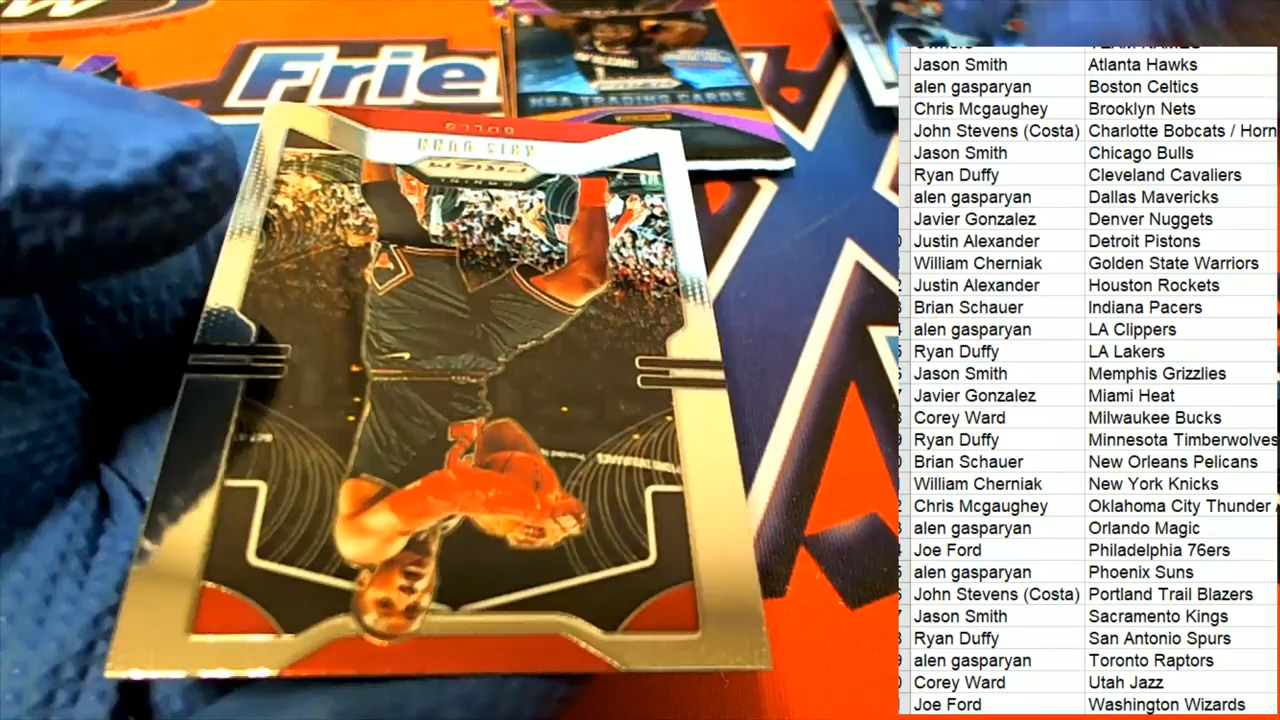 Frie
NBA TRADING CARDS
BULLS
KRIS DUNN
PRIZM
PANINI
Jason Smith Atlanta Hawks
alen gasparyan Boston Celtics
Chris Mcgaughey Brooklyn Nets
John Stevens (Costa) Charlotte Bobcats / Horn
Jason Smith Chicago Bulls
Ryan Duffy Cleveland Cavaliers
alen gasparyan Dallas Mavericks
Javier Gonzalez Denver Nuggets
Justin Alexander Detroit Pistons
William Cherniak Golden State Warriors
Justin Alexander Houston Rockets
Brian Schauer Indiana Pacers
alen gasparyan LA Clippers
Ryan Duffy LA Lakers
Jason Smith Memphis Grizzlies
Javier Gonzalez Miami Heat
Corey Ward Milwaukee Bucks
Ryan Duffy Minnesota Timberwolves
Brian Schauer New Orleans Pelicans
William Cherniak New York Knicks
Chris Mcgaughey Oklahoma City Thunder
alen gasparyan Orlando Magic
Joe Ford Philadelphia 76ers
alen gasparyan Phoenix Suns
John Stevens (Costa) Portland Trail Blazers
Jason Smith Sacramento Kings
Ryan Duffy San Antonio Spurs
alen gasparyan Toronto Raptors
Corey Ward Utah Jazz
Joe Ford Washington Wizards